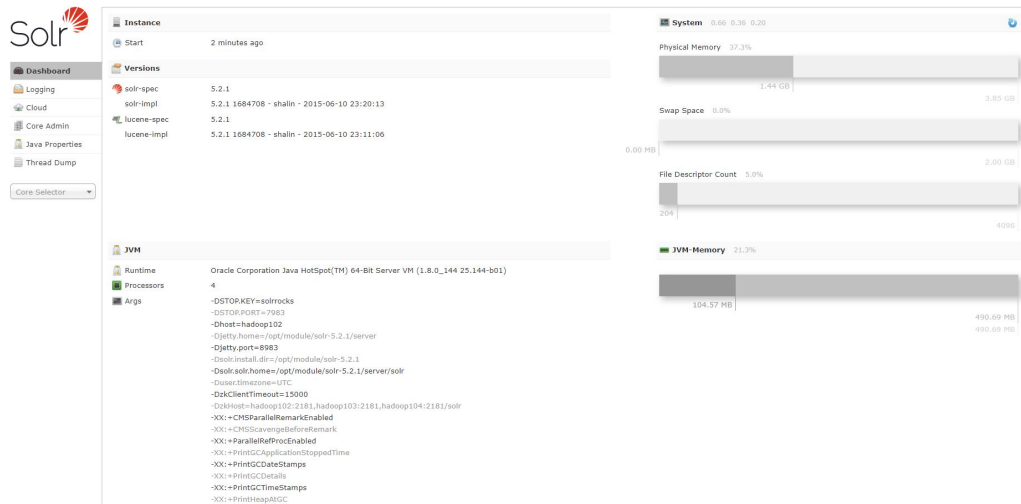 Solr
Dashboard
Logging
Cloud
Core Admin
Java Properties
Thread Dump
Core Selector
Instance
Start 2 minutes ago
Versions
solr-spec 5.2.1
solr-impl 5.2.1 1684708 - shalin - 2015-06-10 23:20:13
lucene-spec 5.2.1
lucene-impl 5.2.1 1684708 - shalin - 2015-06-10 23:11:06
System 0.66 0.36 0.20
Physical Memory 37.3%
1.44 GB
3.85 GB
Swap Space 0.0%
0.00 MB
2.00 GB
File Descriptor Count 5.0%
204
4096
JVM
Runtime Oracle Corporation Java HotSpot(TM) 64-Bit Server VM (1.8.0_144 25.144-b01)
Processors 4
Args -DSTOP.KEY=solrrocks
-DSTOP.PORT=7983
-Dhost=hadoop102
-Djetty.home=/opt/module/solr-5.2.1/server
-Djetty.port=8983
-Dsolr.install.dir=/opt/module/solr-5.2.1
-Dsolr.solr.home=/opt/module/solr-5.2.1/server/solr
-Duser.timezone=UTC
-DzkClientTimeout=15000
-DzkHost=hadoop102:2181,hadoop103:2181,hadoop104:2181/solr
-XX:+CMSParallelRemarkEnabled
-XX:+CMSScavengeBeforeRemark
-XX:+ParallelRefProcEnabled
-XX:+PrintGCApplicationStoppedTime
-XX:+PrintGCDateStamps
-XX:+PrintGCDetails
-XX:+PrintGCTimeStamps
-XX:+PrintHeapAtGC
JVM-Memory 21.3%
104.57 MB
490.69 MB
490.69 MB